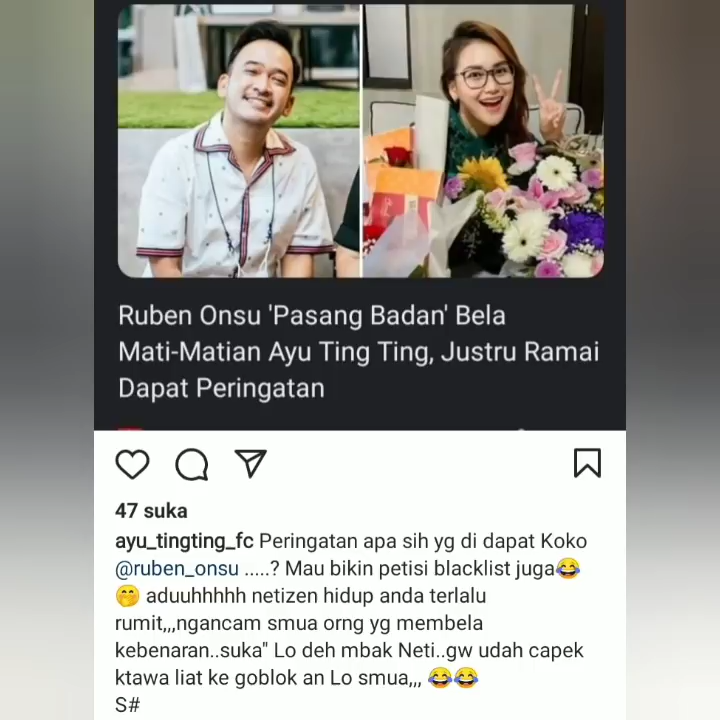 Ruben Onsu 'Pasang Badan' Bela
Mati-Matian Ayu Ting Ting, Justru Ramai
Dapat Peringatan
47 suka
ayu_tingting_fc Peringatan apa sih yg di dapat Koko
@ruben_onsu .....? Mau bikin petisi blacklist juga😂
🤭 aduuhhhhh netizen hidup anda terlalu
rumit,,,ngancam smua orng yg membela
kebenaran..suka" Lo deh mbak Neti..gw udah capek
ktawa liat ke goblok an Lo smua,,, 😂😂
S#